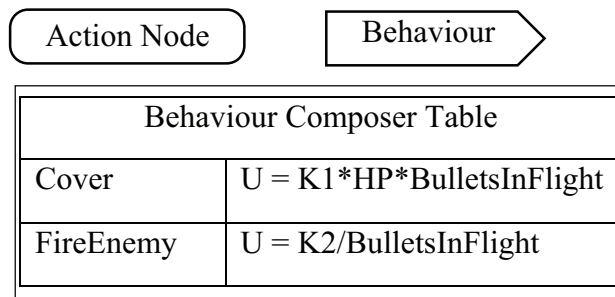 Action Node
Behaviour
Behaviour Composer Table
Cover
U = K1*HP*BulletsInFlight
FireEnemy
U = K2/BulletsInFlight